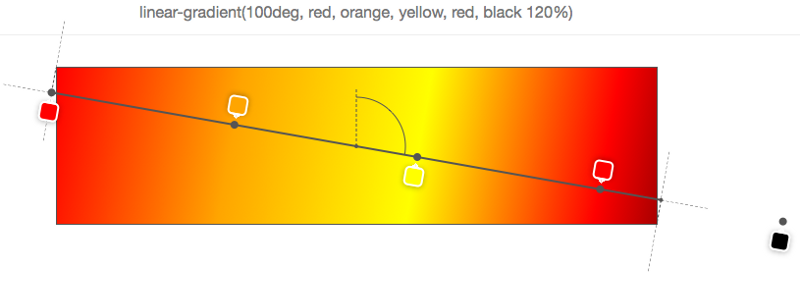 linear-gradient(100deg, red, orange, yellow, red, black 120%)